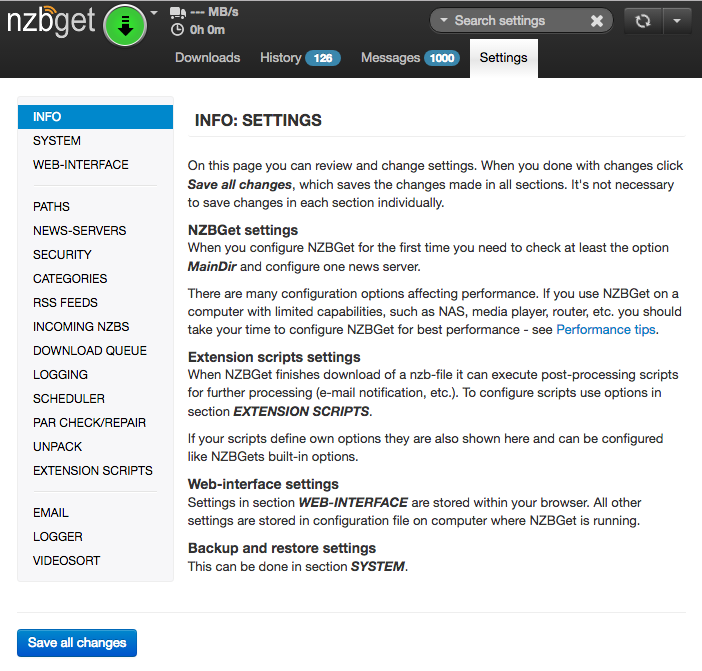 nzbget
--- MB/s
0h 0m
Search settings
Downloads History 126 Messages 1000 Settings
INFO
SYSTEM
WEB-INTERFACE
PATHS
NEWS-SERVERS
SECURITY
CATEGORIES
RSS FEEDS
INCOMING NZBS
DOWNLOAD QUEUE
LOGGING
SCHEDULER
PAR CHECK/REPAIR
UNPACK
EXTENSION SCRIPTS
EMAIL
LOGGER
VIDEOSORT
INFO: SETTINGS
On this page you can review and change settings. When you done with changes click
Save all changes, which saves the changes made in all sections. It's not necessary
to save changes in each section individually.
NZBGet settings
When you configure NZBGet for the first time you need to check at least the option
MainDir and configure one news server.
There are many configuration options affecting performance. If you use NZBGet on a
computer with limited capabilities, such as NAS, media player, router, etc. you should
take your time to configure NZBGet for best performance - see Performance tips.
Extension scripts settings
When NZBGet finishes download of a nzb-file it can execute post-processing scripts
for further processing (e-mail notification, etc.). To configure scripts use options in
section EXTENSION SCRIPTS.
If your scripts define own options they are also shown here and can be configured
like NZBGets built-in options.
Web-interface settings
Settings in section WEB-INTERFACE are stored within your browser. All other
settings are stored in configuration file on computer where NZBGet is running.
Backup and restore settings
This can be done in section SYSTEM.
Save all changes